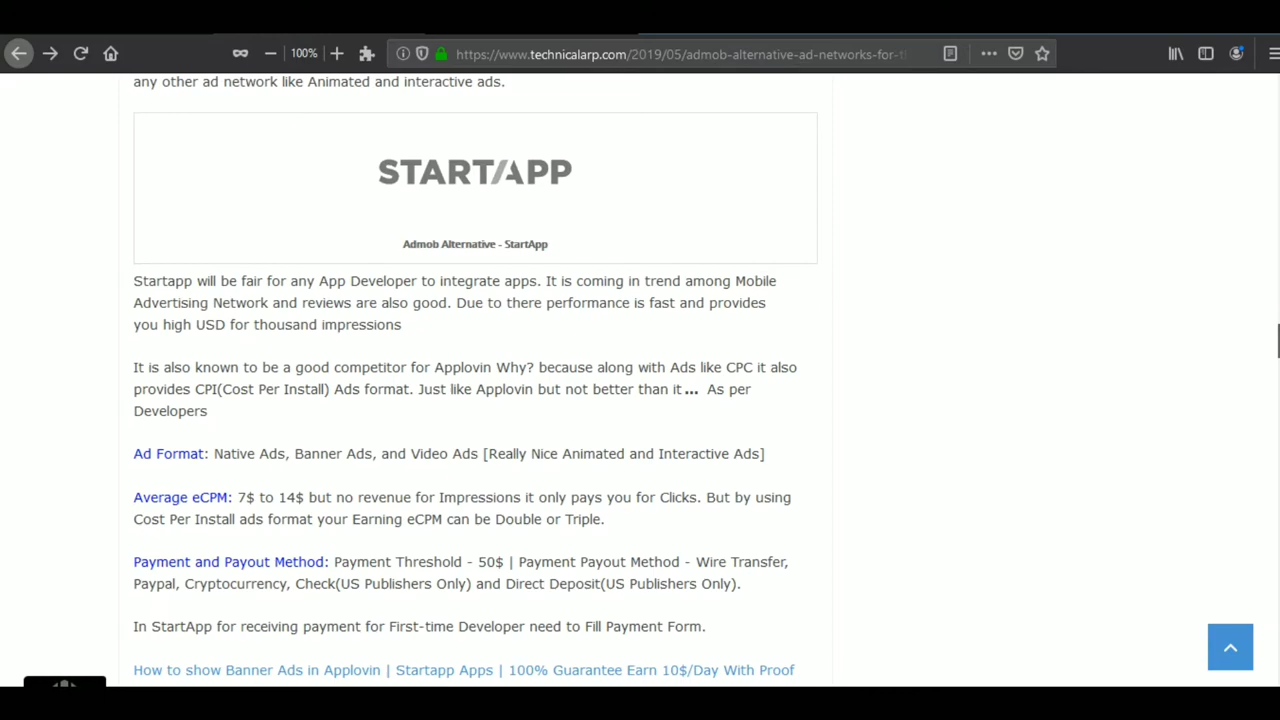 100%
https://www.technicalarp.com/2019/05/admob-alternative-ad-networks-for-t
any other ad network like Animated and interactive ads.
STARTAPP
Admob Alternative - StartApp
Startapp will be fair for any App Developer to integrate apps. It is coming in trend among Mobile
Advertising Network and reviews are also good. Due to there performance is fast and provides
you high USD for thousand impressions
It is also known to be a good competitor for Applovin Why? because along with Ads like CPC it also
provides CPI(Cost Per Install) Ads format. Just like Applovin but not better than it... As per
Developers
Ad Format: Native Ads, Banner Ads, and Video Ads [Really Nice Animated and Interactive Ads]
Average eCPM: 7$ to 14$ but no revenue for Impressions it only pays you for Clicks. But by using
Cost Per Install ads format your Earning eCPM can be Double or Triple.
Payment and Payout Method: Payment Threshold - 50$ | Payment Payout Method - Wire Transfer,
Paypal, Cryptocurrency, Check(US Publishers Only) and Direct Deposit(US Publishers Only).
In StartApp for receiving payment for First-time Developer need to Fill Payment Form.
How to show Banner Ads in Applovin | Startapp Apps | 100% Guarantee Earn 10$/Day With Proof